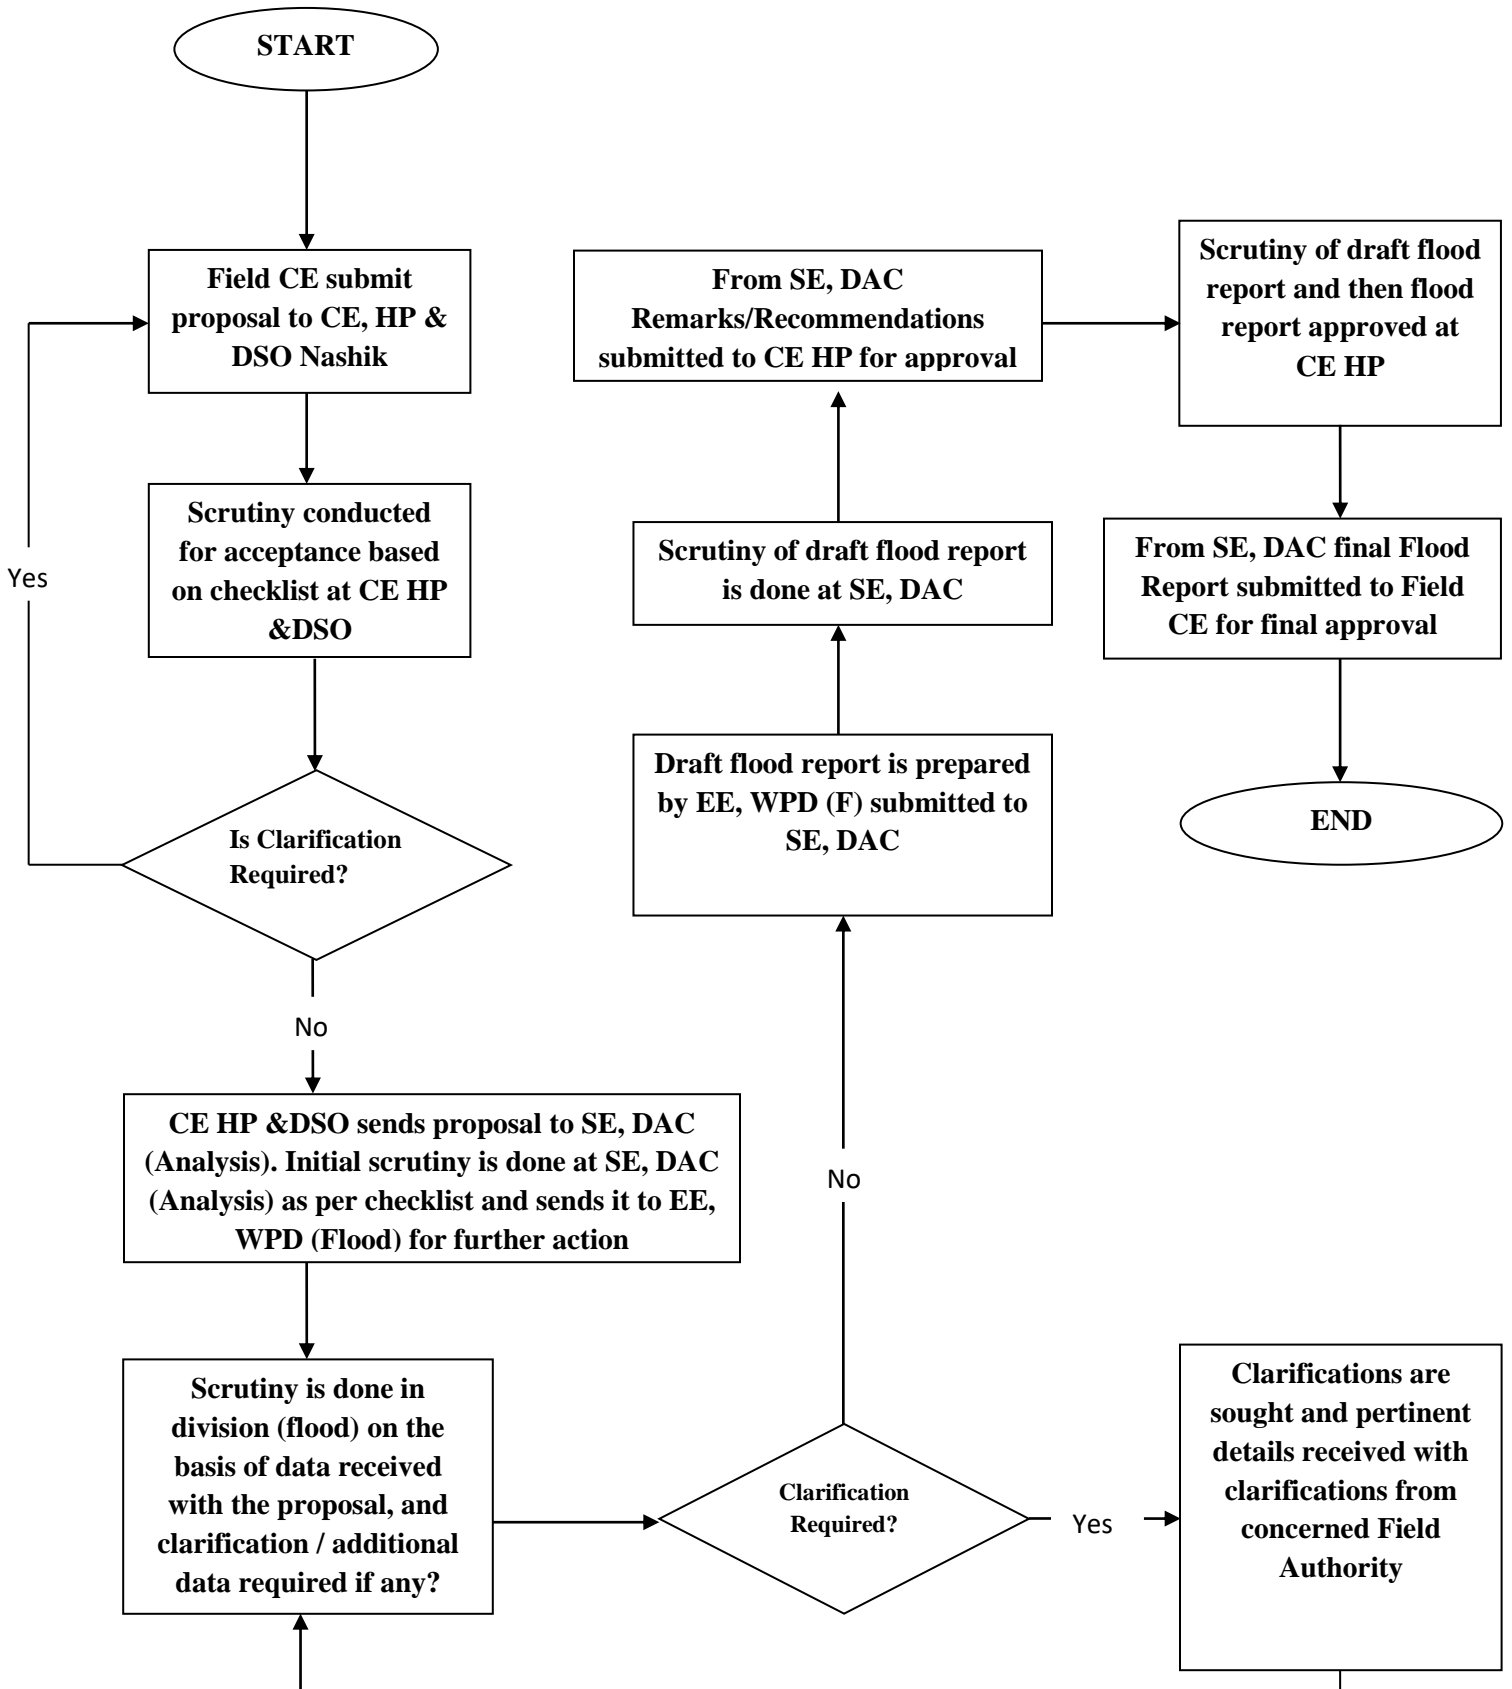 START
Field CE submit
proposal to CE, HP &
DSO Nashik
Scrutiny conducted
for acceptance based
on checklist at CE HP
&DSO
Yes
Is Clarification
Required?
No
CE HP &DSO sends proposal to SE, DAC
(Analysis). Initial scrutiny is done at SE, DAC
(Analysis) as per checklist and sends it to EE,
WPD (Flood) for further action
Scrutiny is done in
division (flood) on the
basis of data received
with the proposal, and
clarification / additional
data required if any?
Clarification
Required?
Yes
Clarifications are
sought and pertinent
details received with
clarifications from
concerned Field
Authority
No
Draft flood report is prepared
by EE, WPD (F) submitted to
SE, DAC
Scrutiny of draft flood report
is done at SE, DAC
From SE, DAC
Remarks/Recommendations
submitted to CE HP for approval
Scrutiny of draft flood
report and then flood
report approved at
CE HP
From SE, DAC final Flood
Report submitted to Field
CE for final approval
END